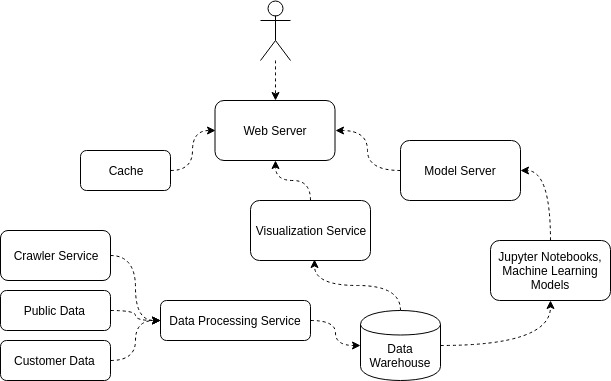 Web Server
Cache
Model Server
Visualization Service
Crawler Service
Jupyter Notebooks,
Machine Learning
Models
Public Data
Data Processing Service
Customer Data
Data
Warehouse